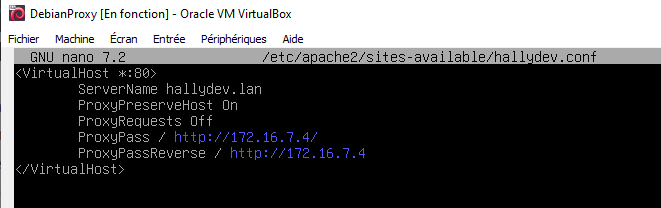 DebianProxy [En fonction] - Oracle VM VirtualBox
Fichier Machine Écran Entrée Périphériques Aide
GNU nano 7.2 /etc/apache2/sites-available/hallydev.conf
<VirtualHost *:80>
ServerName hallydev.lan
ProxyPreserveHost On
ProxyRequests Off
ProxyPass / http://172.16.7.4/
ProxyPassReverse / http://172.16.7.4
</VirtualHost>